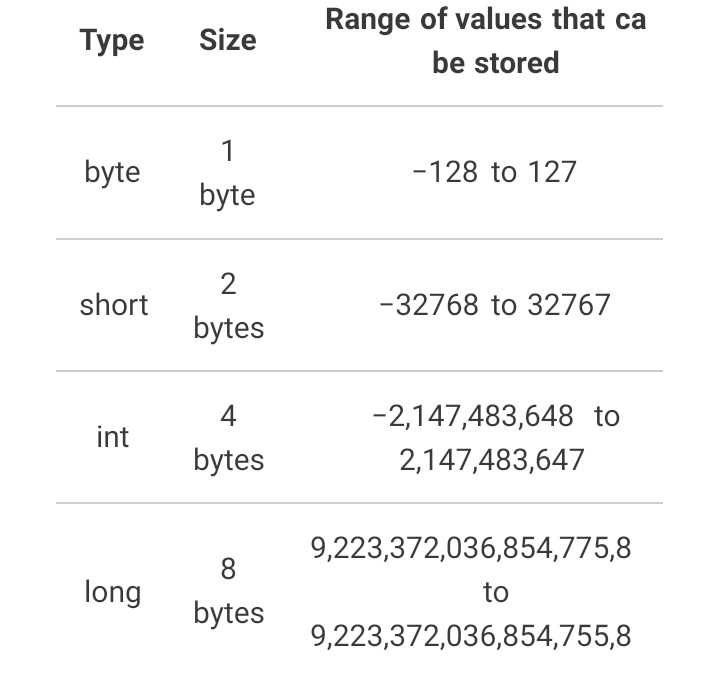 Type Size Range of values that ca
be stored
byte 1 byte −128 to 127
short 2 bytes −32768 to 32767
int 4 bytes −2,147,483,648 to
2,147,483,647
long 8 bytes 9,223,372,036,854,775,8
to
9,223,372,036,854,755,8